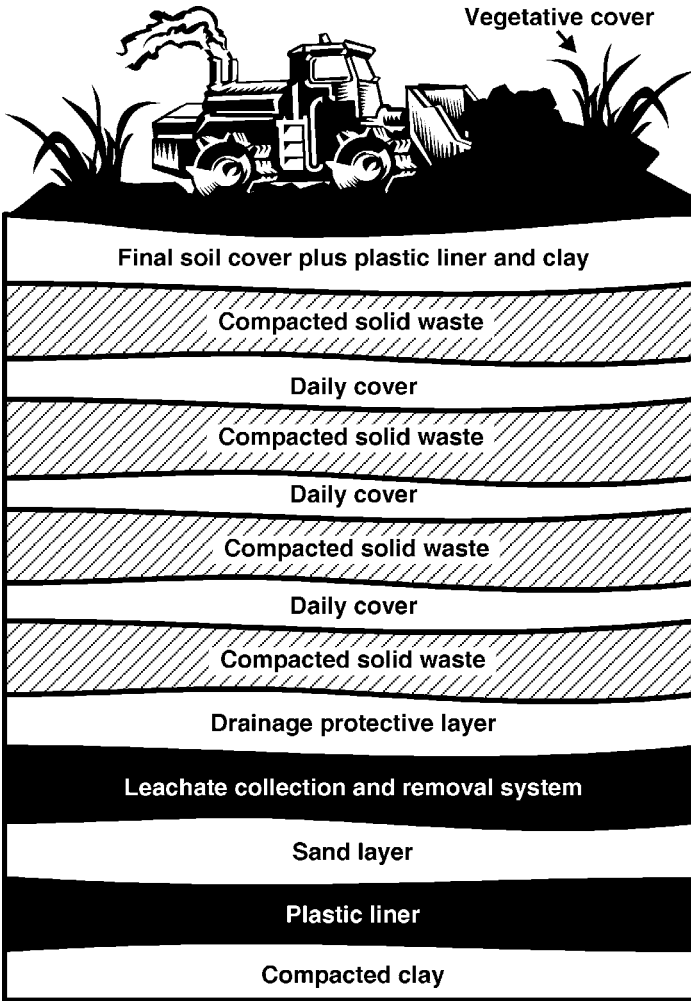 Vegetative cover
Final soil cover plus plastic liner and clay
Compacted solid waste
Daily cover
Compacted solid waste
Daily cover
Compacted solid waste
Daily cover
Compacted solid waste
Drainage protective layer
Leachate collection and removal system
Sand layer
Plastic liner
Compacted clay